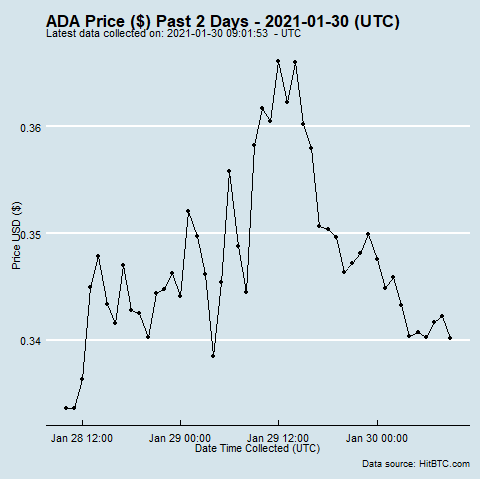 ADA Price ($) Past 2 Days - 2021-01-30 (UTC)
Latest data collected on: 2021-01-30 09:01:53 - UTC
0.36
0.35
0.34
Price USD ($)
Jan 28 12:00 Jan 29 00:00 Jan 29 12:00 Jan 30 00:00
Date Time Collected (UTC)
Data source: HitBTC.com